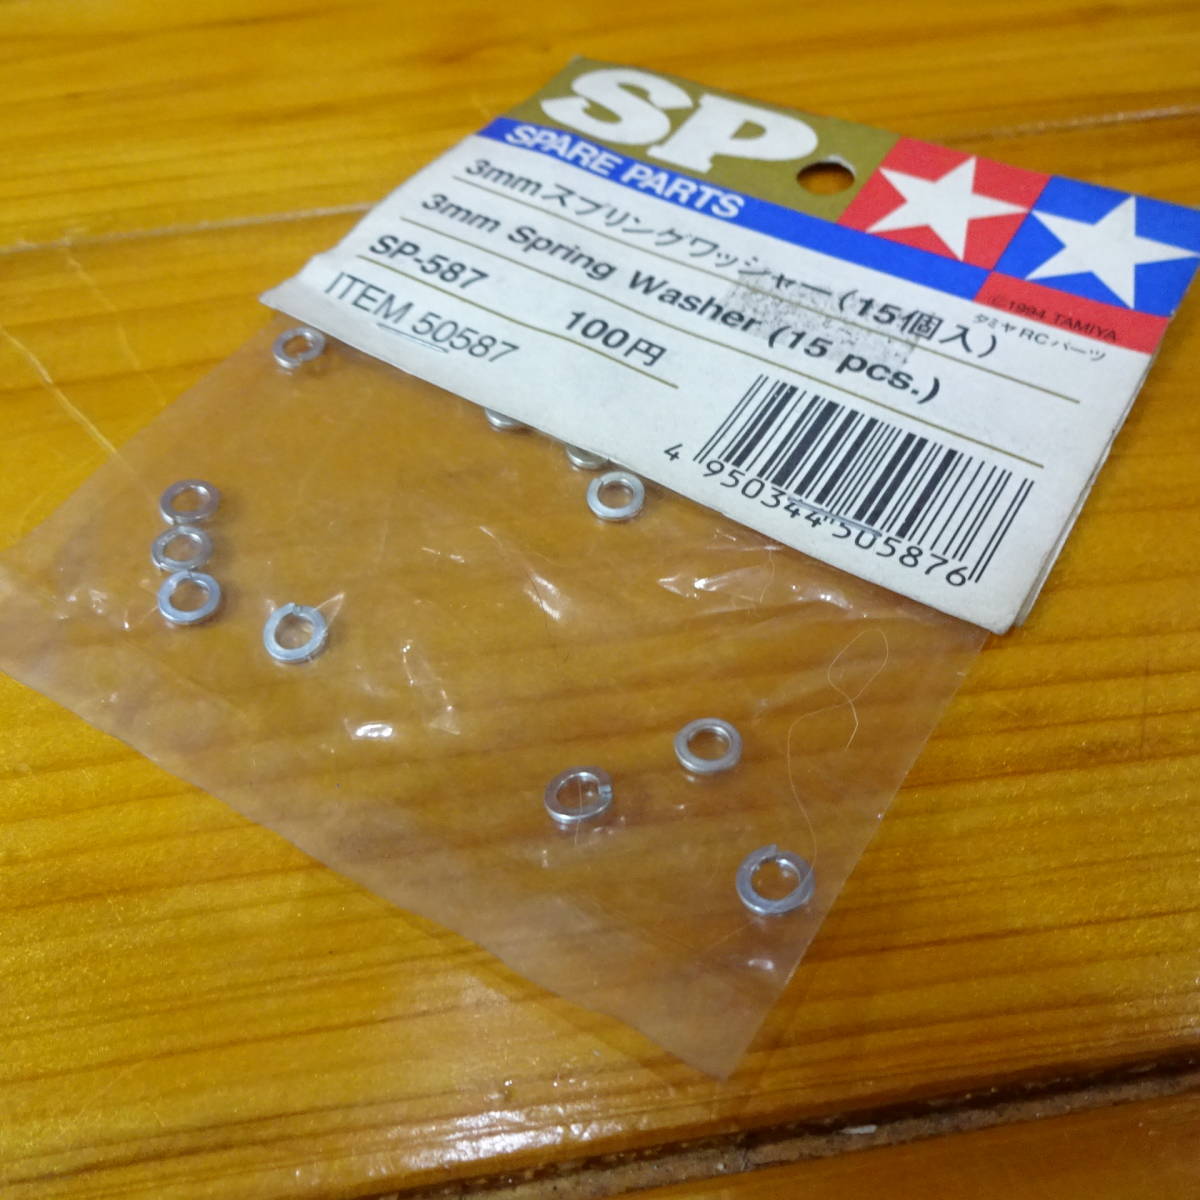 SP
SPARE PARTS
3mmスプリングワッシャー(15個入)
3mm Spring Washer (15 pcs.)
SP-587 100円
ITEM 50587
©1994 TAMIYA
タミヤRCパーツ
4 950344 505876